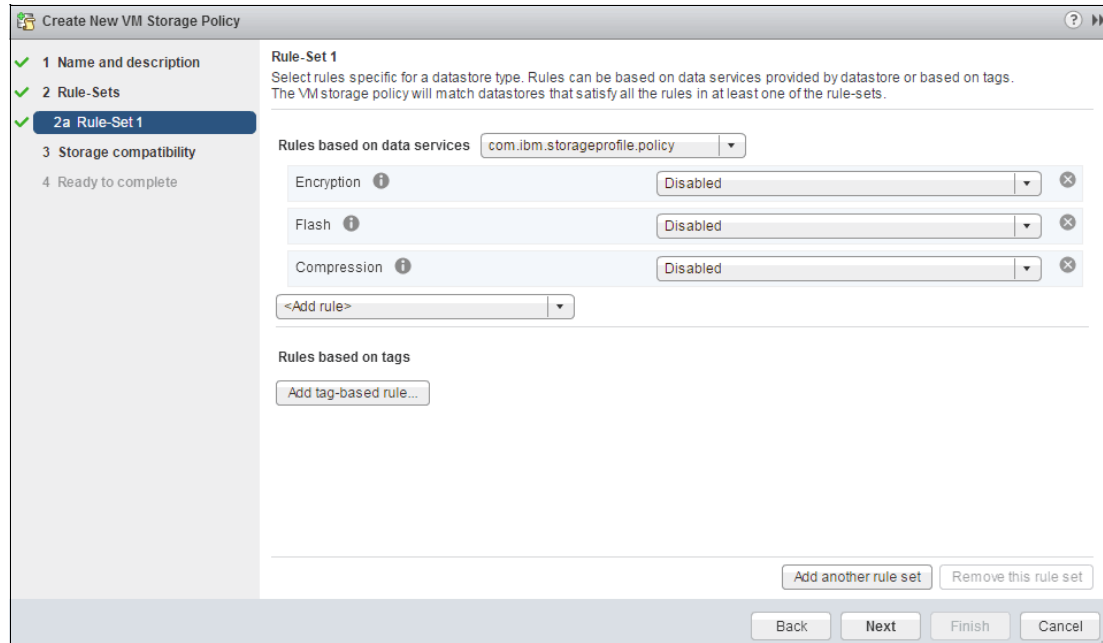 Create New VM Storage Policy
1 Name and description
2 Rule-Sets
2a Rule-Set 1
3 Storage compatibility
4 Ready to complete
Rule-Set 1
Select rules specific for a datastore type. Rules can be based on data services provided by datastore or based on tags.
The VM storage policy will match datastores that satisfy all the rules in at least one of the rule-sets.
Rules based on data services com.ibm.storageprofile.policy
Encryption Disabled
Flash Disabled
Compression Disabled
<Add rule>
Rules based on tags
Add tag-based rule...
Add another rule set Remove this rule set
Back Next Finish Cancel